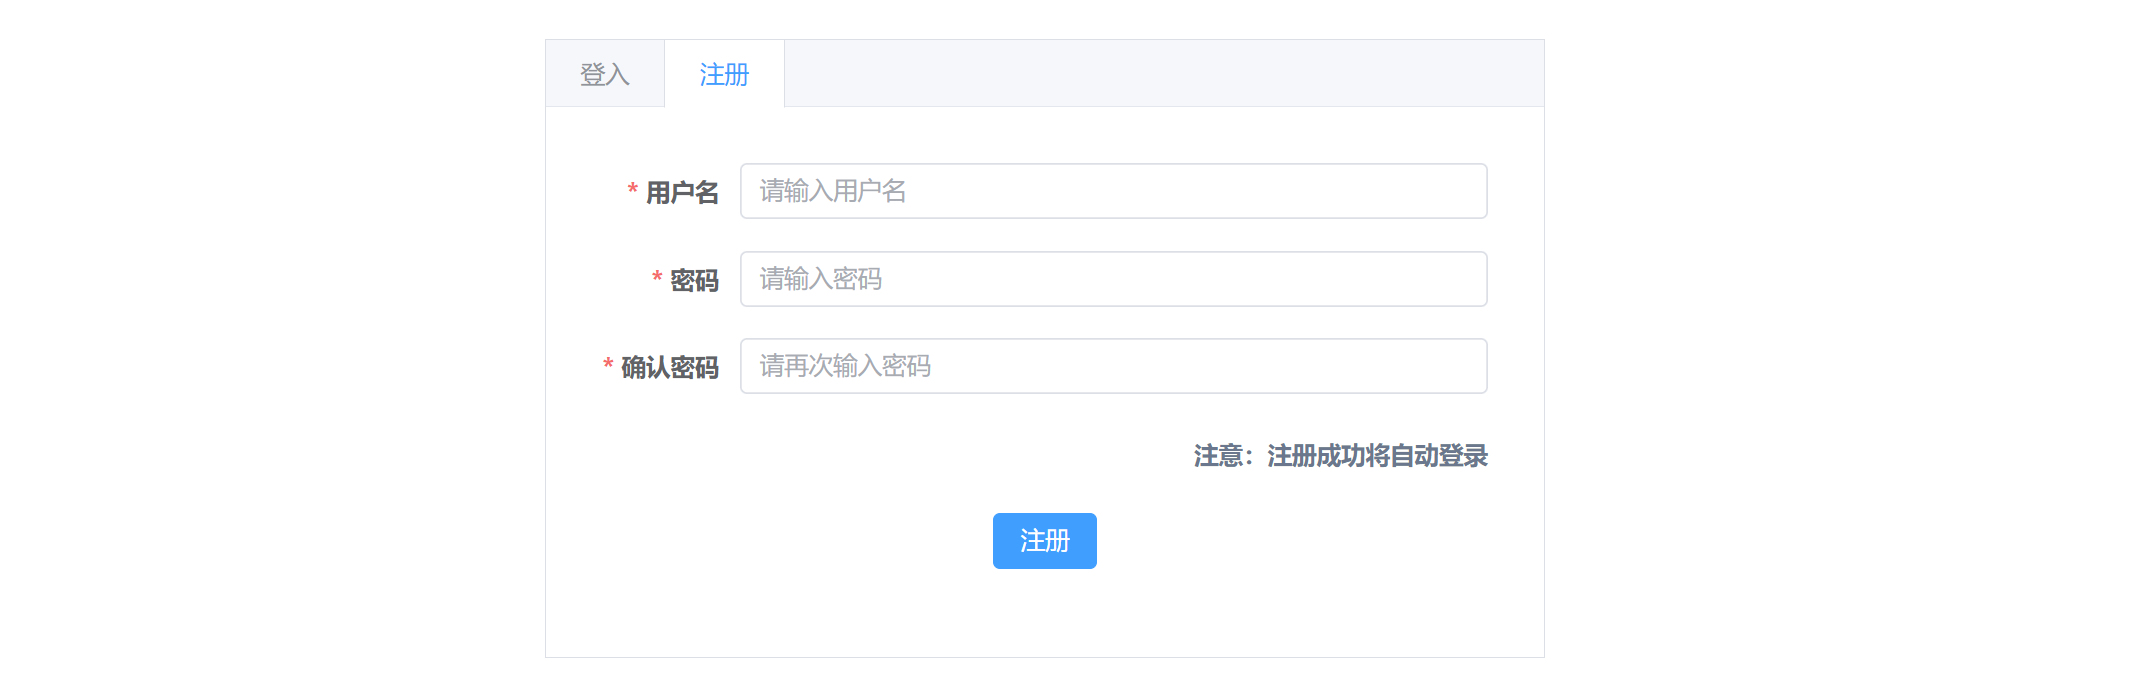 登入 注册
* 用户名 请输入用户名
* 密码 请输入密码
* 确认密码 请再次输入密码
注意：注册成功将自动登录
注册